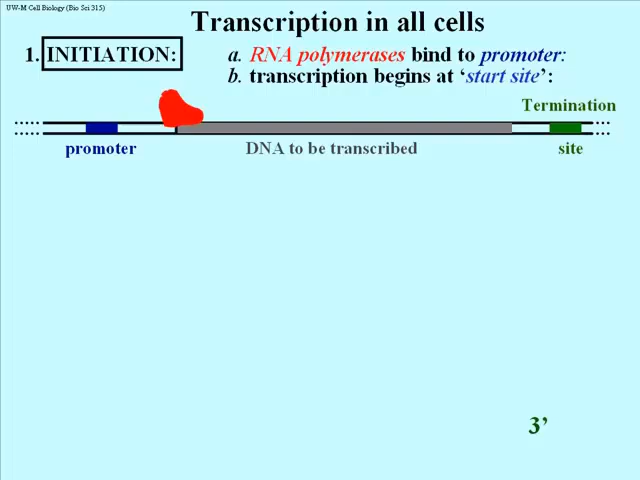 UW-M Cell Biology (Bio Sci 315)
Transcription in all cells
1. INITIATION: a. RNA polymerases bind to promoter:
b. transcription begins at ‘start site’:
Termination
promoter DNA to be transcribed site
3’